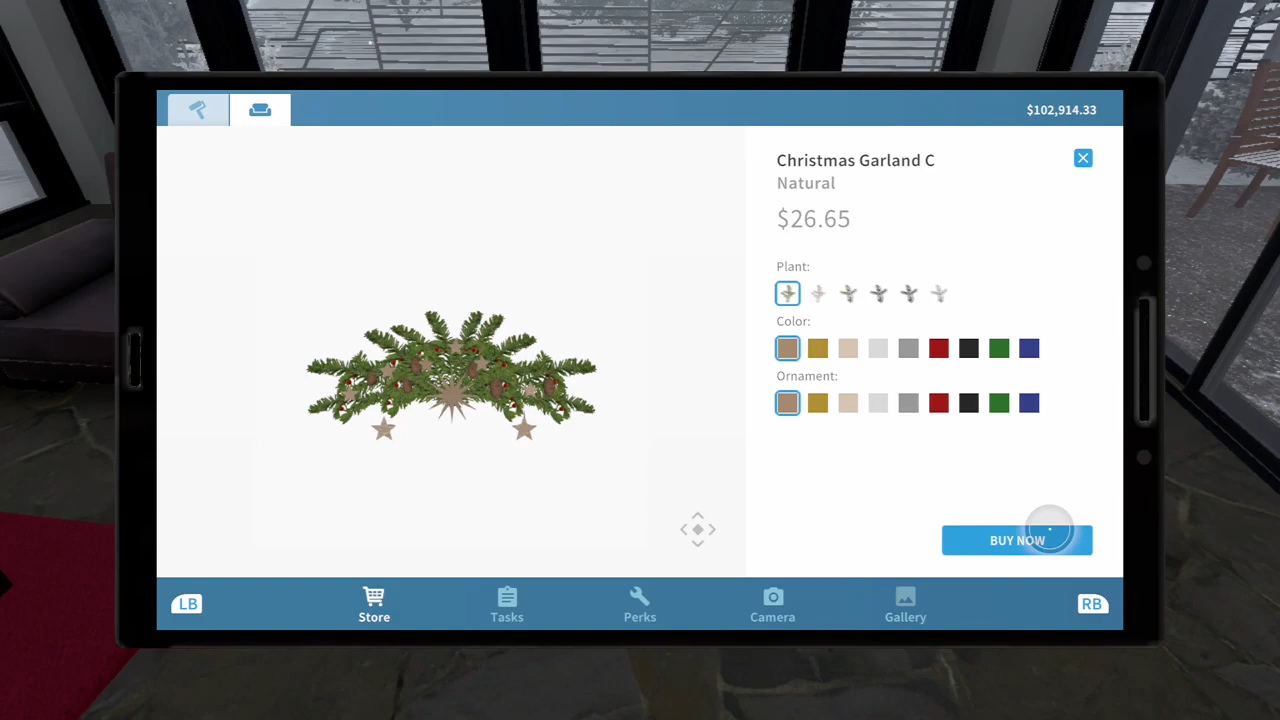 $102,914.33
Christmas Garland C
Natural
$26.65
Plant:
Color:
Ornament:
BUY NOW
LB
Store
Tasks
Perks
Camera
Gallery
RB